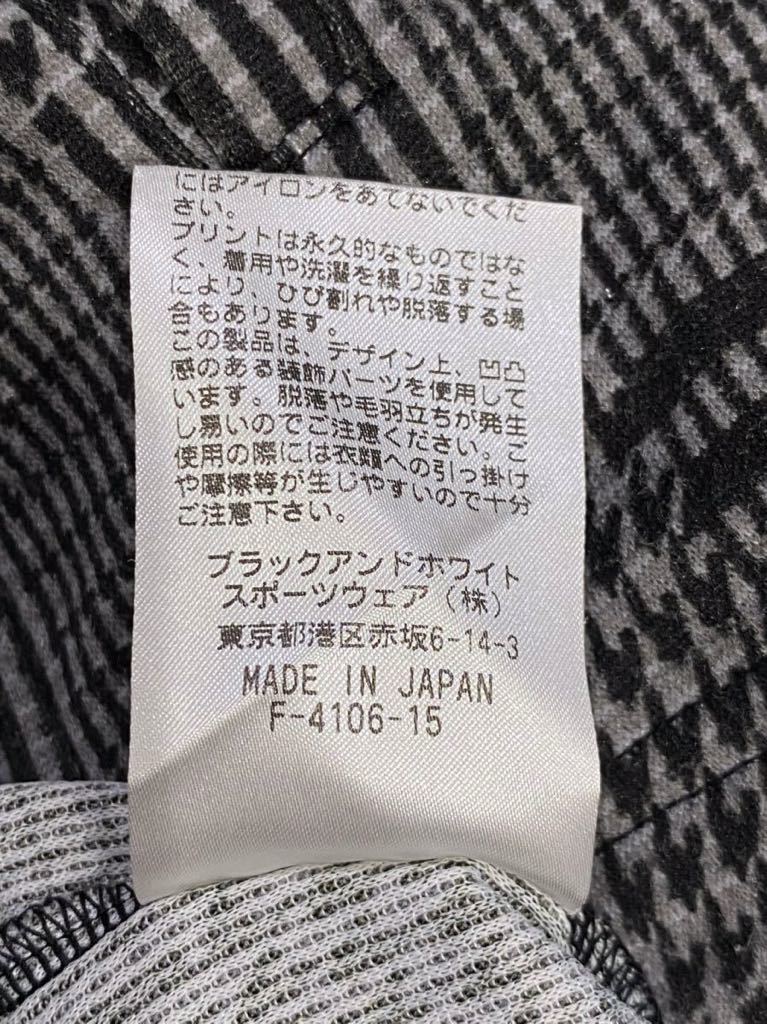 にはアイロンをあてないでくだ
さい。
プリントは永久的なものではな
く、着用や洗濯を繰り返すこと
により、ひび割れや脱落する場
合もあります。
この製品は、デザイン上、凹凸
感のある装飾パーツを使用して
います。脱落や毛羽立ちが発生
し易いのでご注意ください。ご
使用の際には衣類への引っ掛け
や摩擦等が生じやすいので十分
ご注意下さい。
ブラックアンドホワイト
スポーツウェア(株)
東京都港区赤坂6-14-3
MADE IN JAPAN
F-4106-15